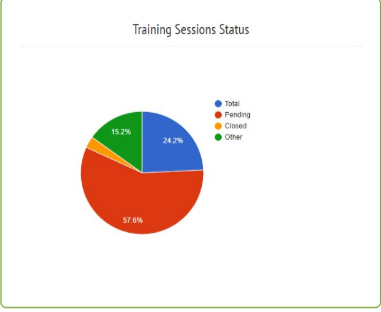 Training Sessions Status
Total
Pending
Closed
Other
15.2%
24.2%
57.6%